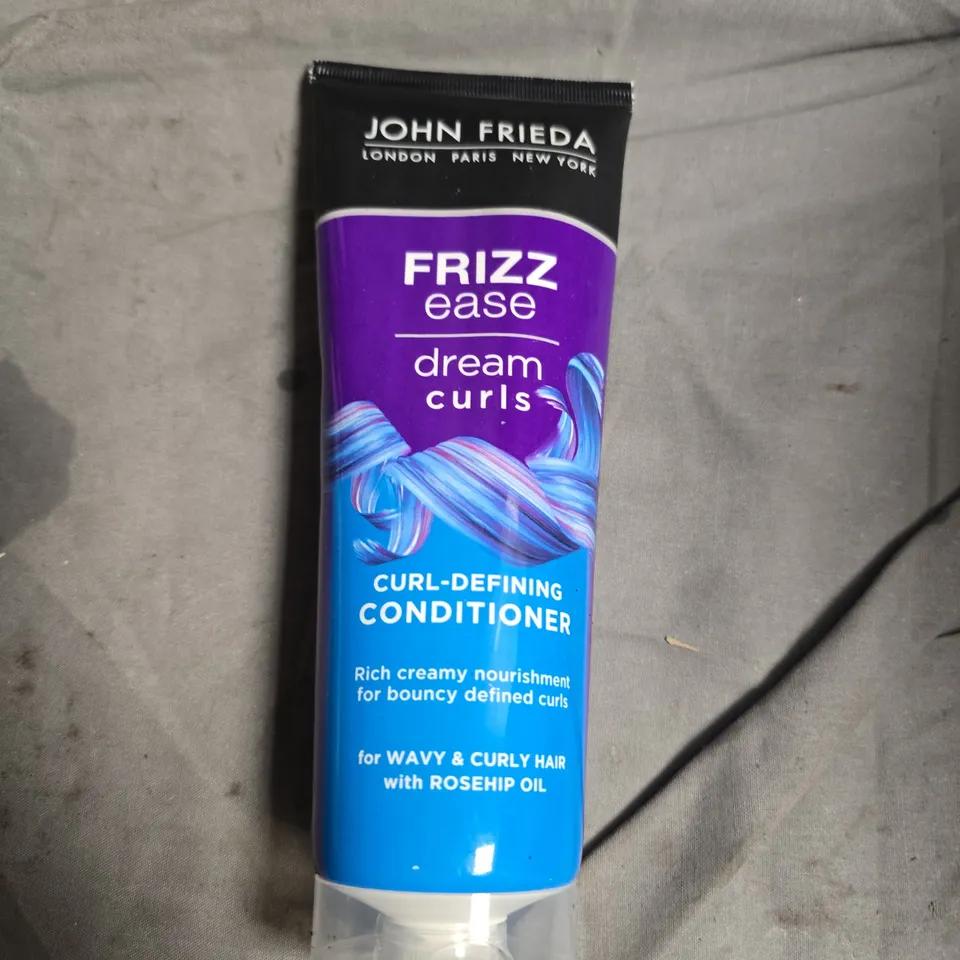 JOHN FRIEDA
LONDON PARIS NEW YORK
FRIZZ
ease
dream
curls
CURL-DEFINING
CONDITIONER
Rich creamy nourishment
for bouncy defined curls
for WAVY & CURLY HAIR
with ROSEHIP OIL